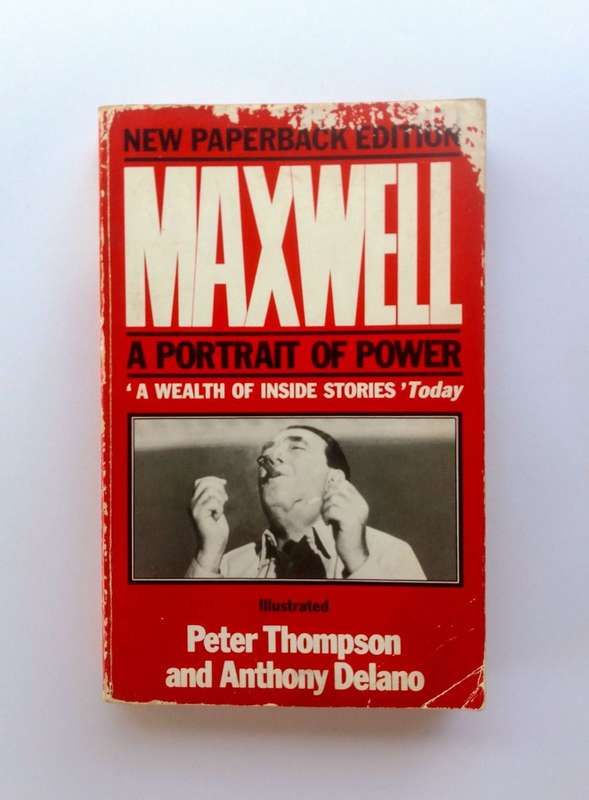 NEW PAPERBACK EDITION
MAXWELL
A PORTRAIT OF POWER
‘A WEALTH OF INSIDE STORIES’ Today
Illustrated
Peter Thompson
and Anthony Delano